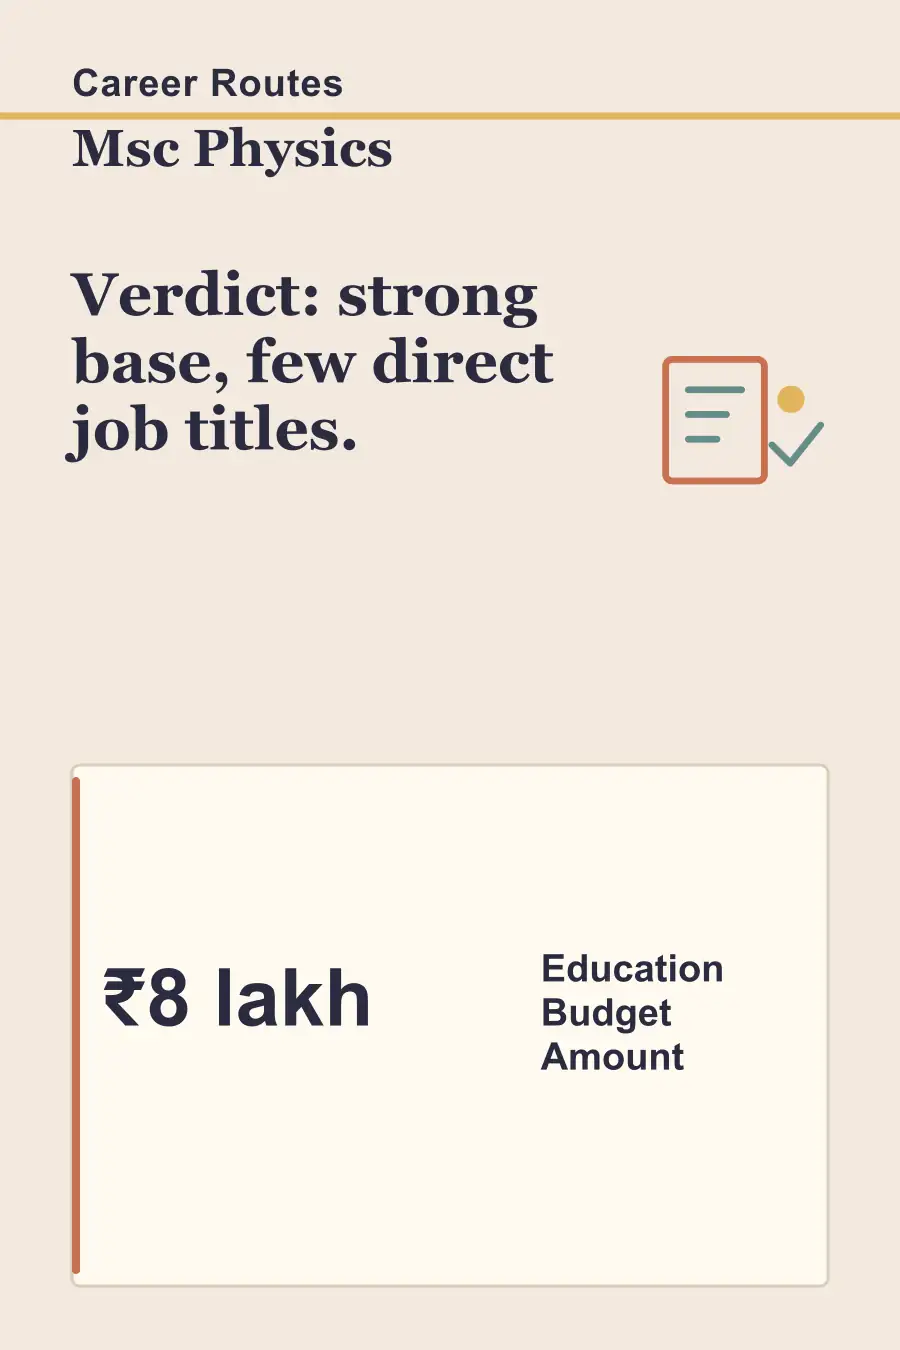 Career Routes
Msc Physics
Verdict: strong
base, few direct
job titles.
₹8 lakh
Education
Budget
Amount